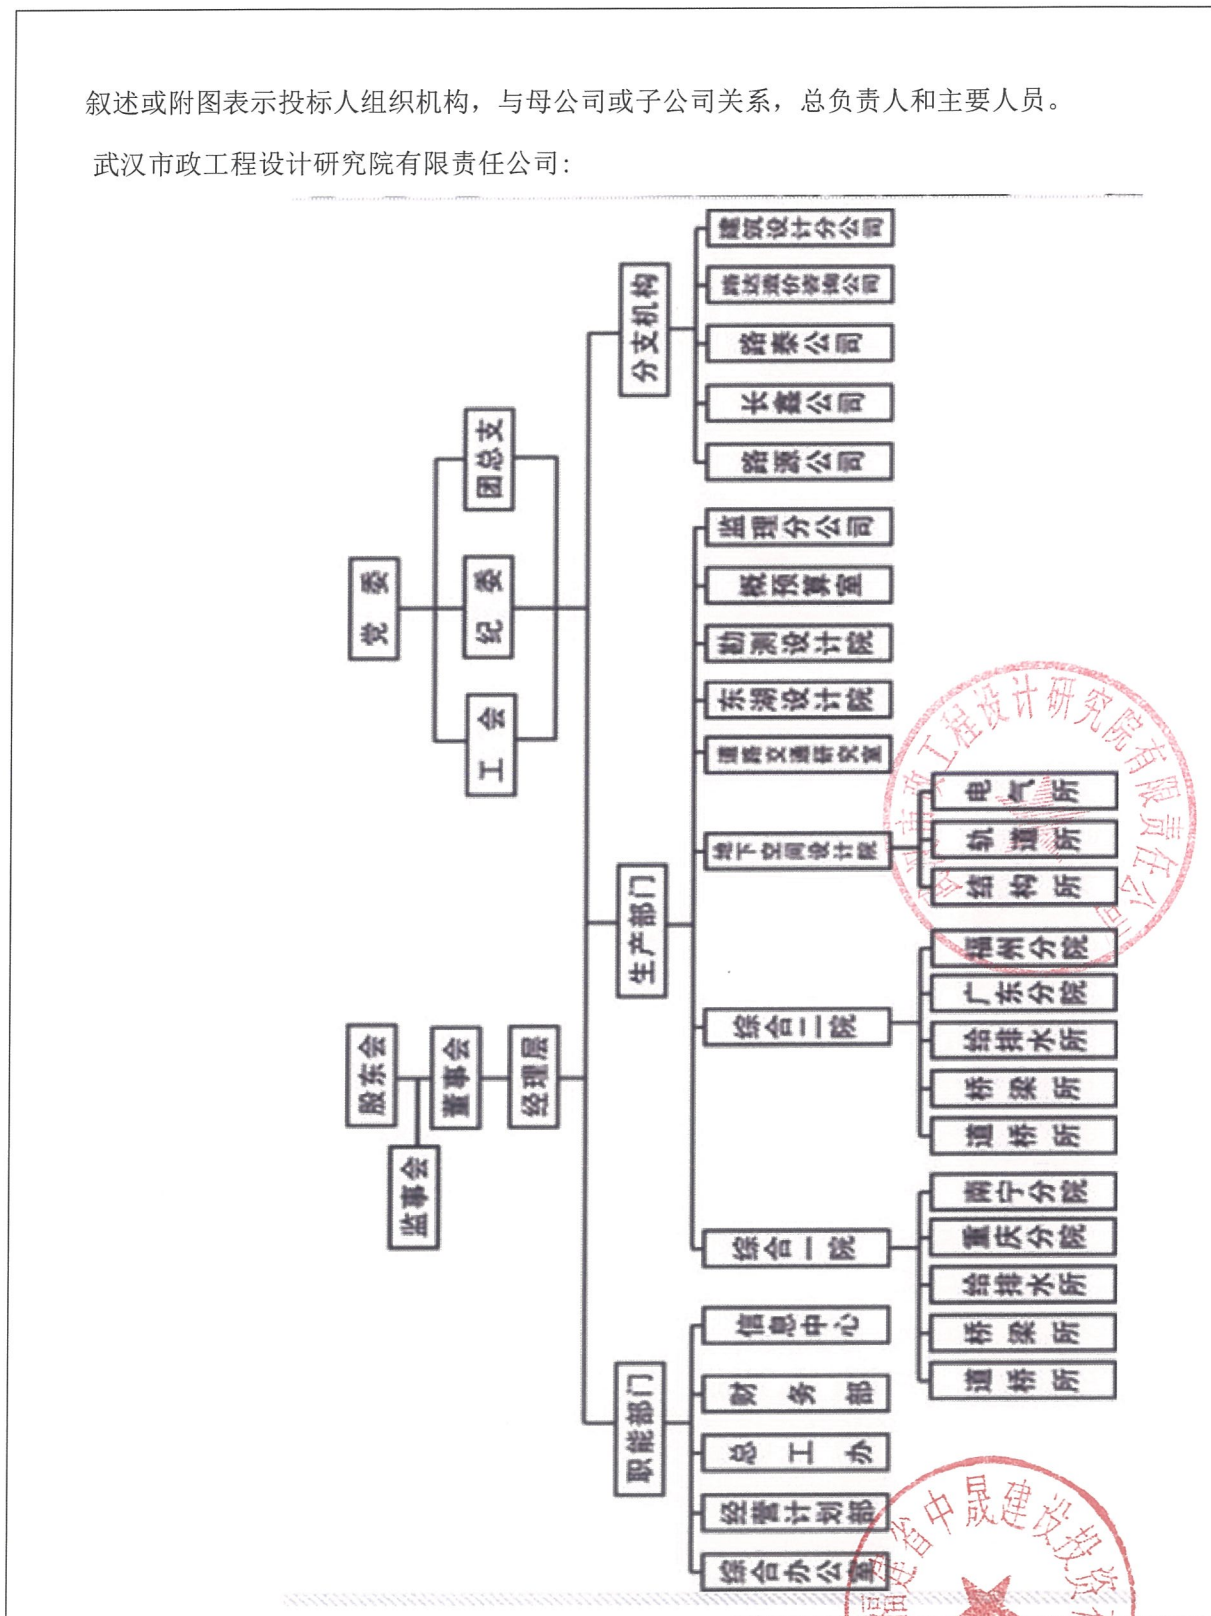 叙述或附图表示投标人组织机构，与母公司或子公司关系，总负责人和主要人员。
武汉市政工程设计研究院有限责任公司：
股东会
监事会
董事会
经理层
党委
工会
纪委
团总支
职能部门
综合办公室
经营计划部
总工办
财务部
信息中心
生产部门
综合一院
道桥所
桥梁所
给排水所
重庆分院
南宁分院
综合二院
道桥所
桥梁所
给排水所
广东分院
福州分院
地下空间设计院
结构所
轨道所
电气所
道路交通研究室
东湖设计院
勘测设计院
概预算室
监理分公司
分支机构
路源公司
长鑫公司
路泰公司
路达造价咨询公司
建筑设计分公司
武汉市政工程设计研究院有限责任公司
福建省中晟建设投资